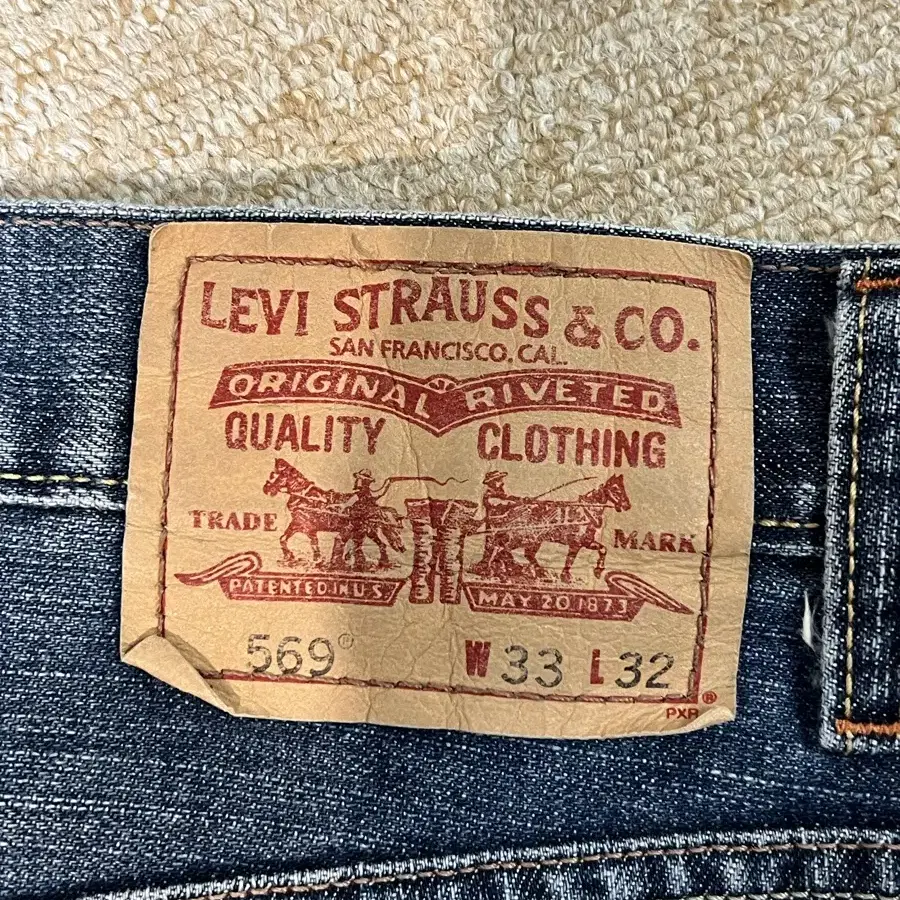 LEVI STRAUSS & CO.
SAN FRANCISCO. CAL.
ORIGINAL RIVETED
QUALITY CLOTHING
TRADE MARK
PATENTED IN U.S. MAY 20 1873
569® W 33 L 32
®
PXR